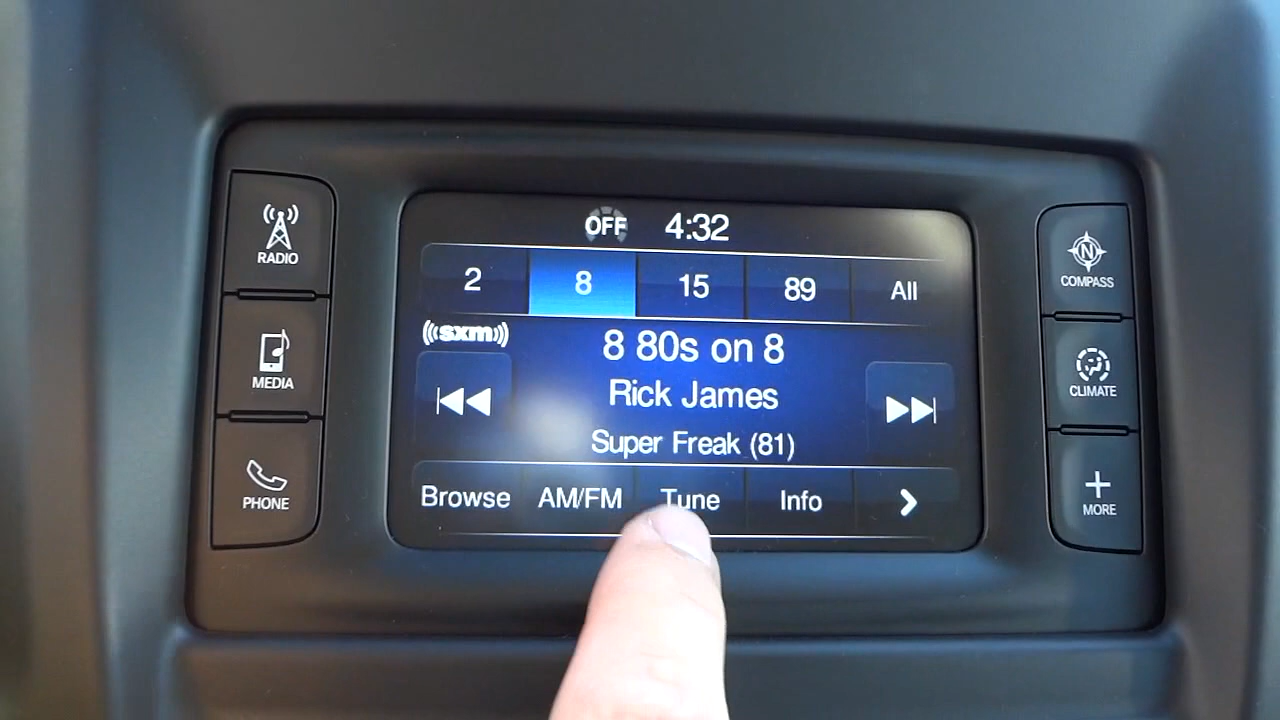 RADIO
MEDIA
PHONE
OFF 4:32
2 8 15 89 All
((sxm))
8 80s on 8
Rick James
Super Freak (81)
Browse AM/FM Tune Info
N
COMPASS
CLIMATE
MORE